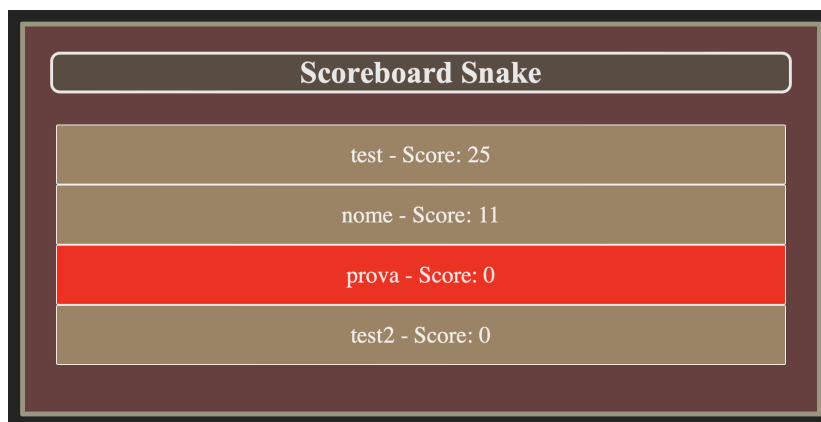 Scoreboard Snake
test - Score: 25
nome - Score: 11
prova - Score: 0
test2 - Score: 0